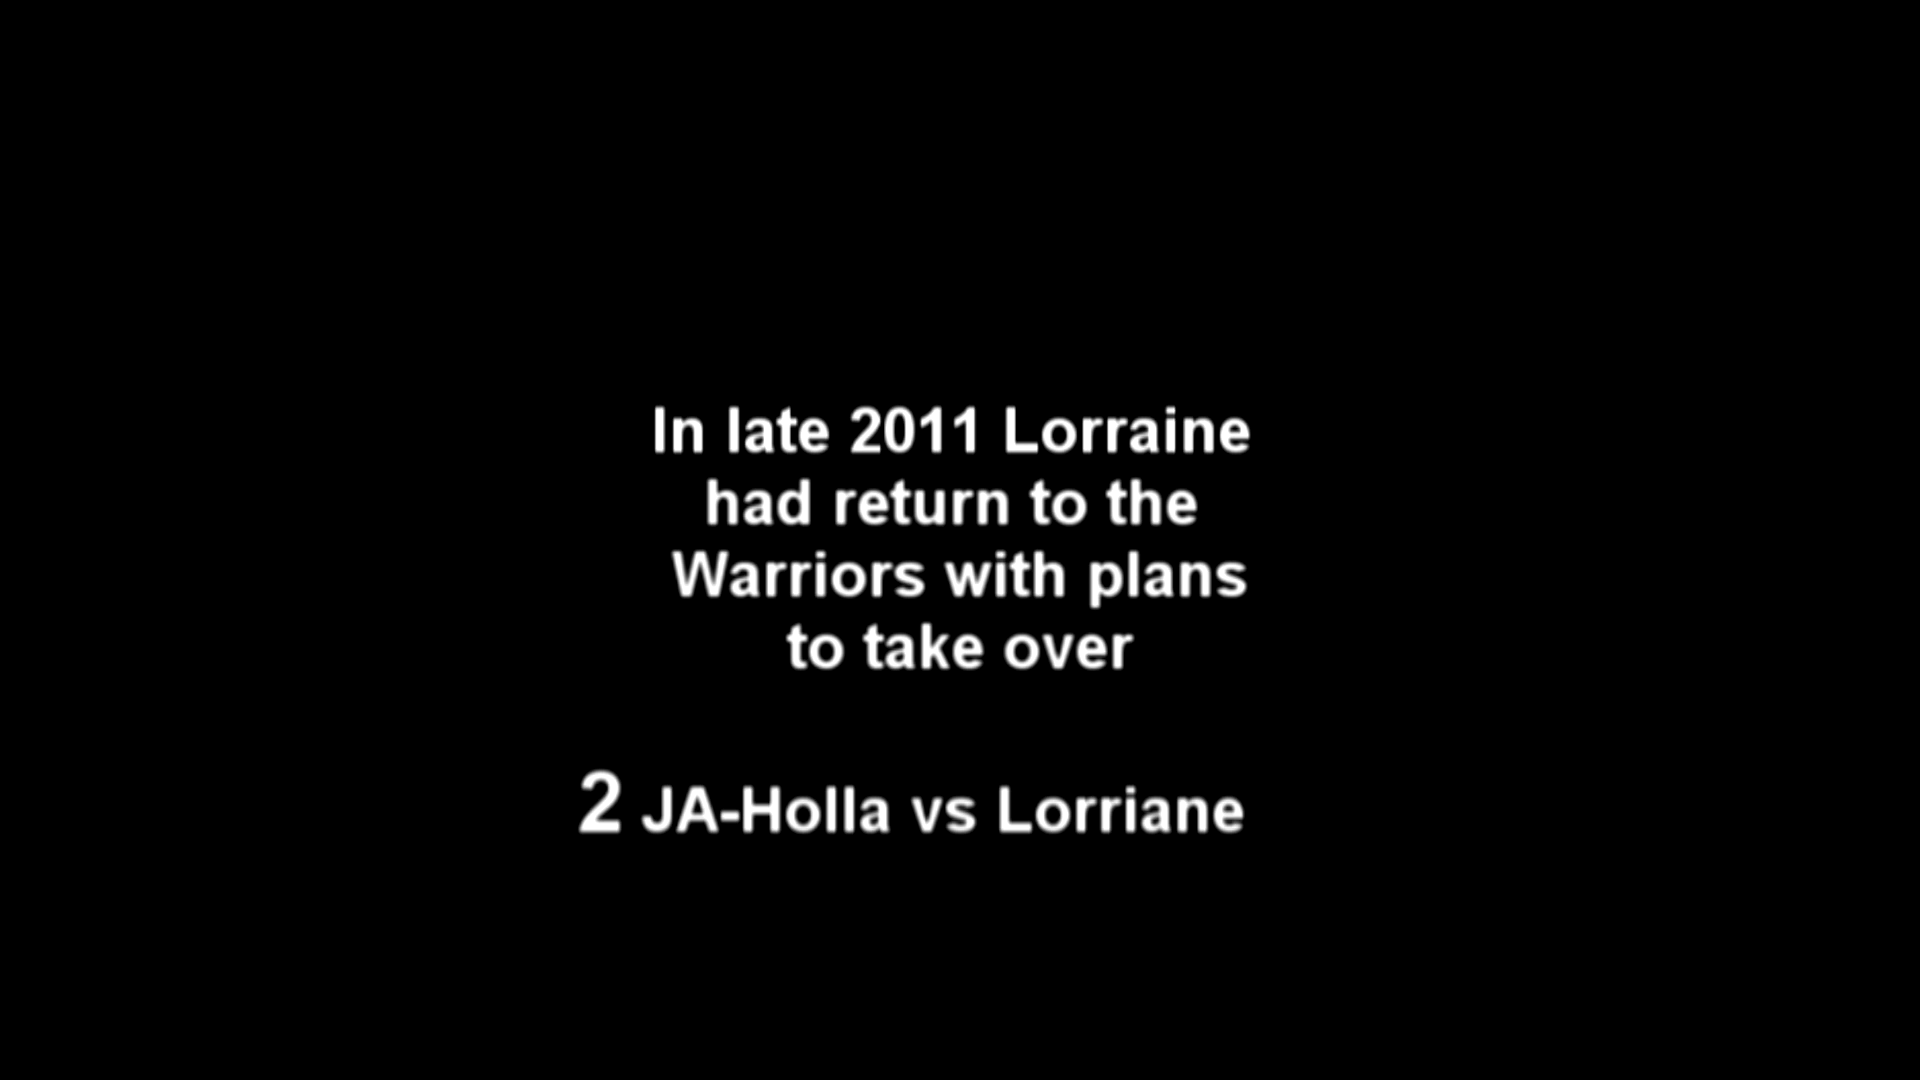 In late 2011 Lorraine
had return to the
Warriors with plans
to take over
2 JA-Holla vs Lorriane